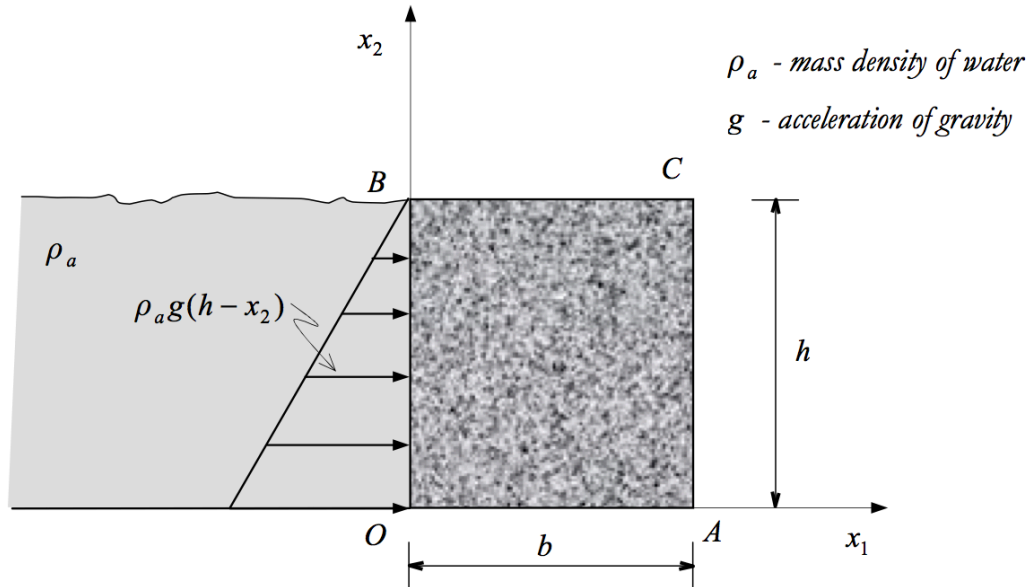 x₂
ρₐ - mass density of water
g - acceleration of gravity
B
C
ρₐ
ρₐg(h − x₂)
h
O
b
A
x₁